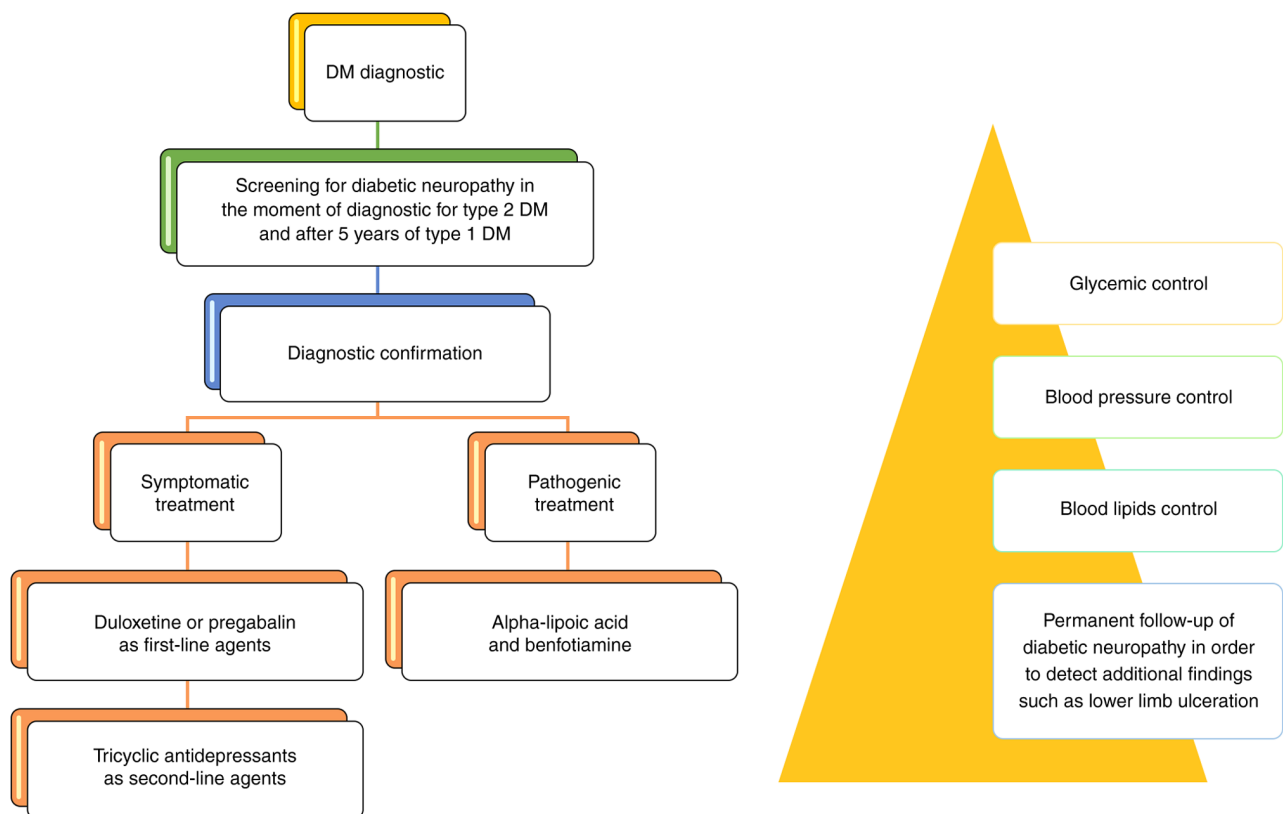 DM diagnostic
Screening for diabetic neuropathy in
the moment of diagnostic for type 2 DM
and after 5 years of type 1 DM
Diagnostic confirmation
Symptomatic
treatment
Pathogenic
treatment
Duloxetine or pregabalin
as first-line agents
Alpha-lipoic acid
and benfotiamine
Tricyclic antidepressants
as second-line agents
Glycemic control
Blood pressure control
Blood lipids control
Permanent follow-up of
diabetic neuropathy in order
to detect additional findings
such as lower limb ulceration